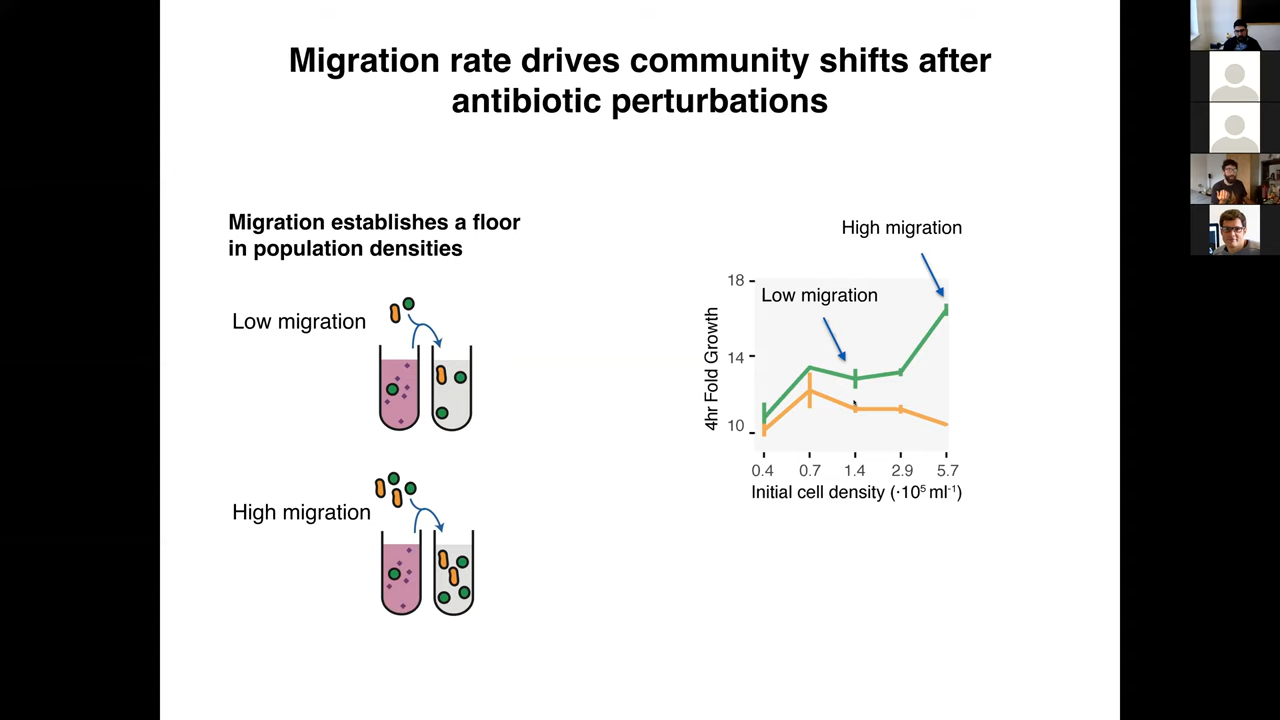 Migration rate drives community shifts after
antibiotic perturbations
Migration establishes a floor
in population densities
Low migration
High migration
High migration
Low migration
18
14
10
4hr Fold Growth
0.4 0.7 1.4 2.9 5.7
Initial cell density (·10⁵ ml⁻¹)